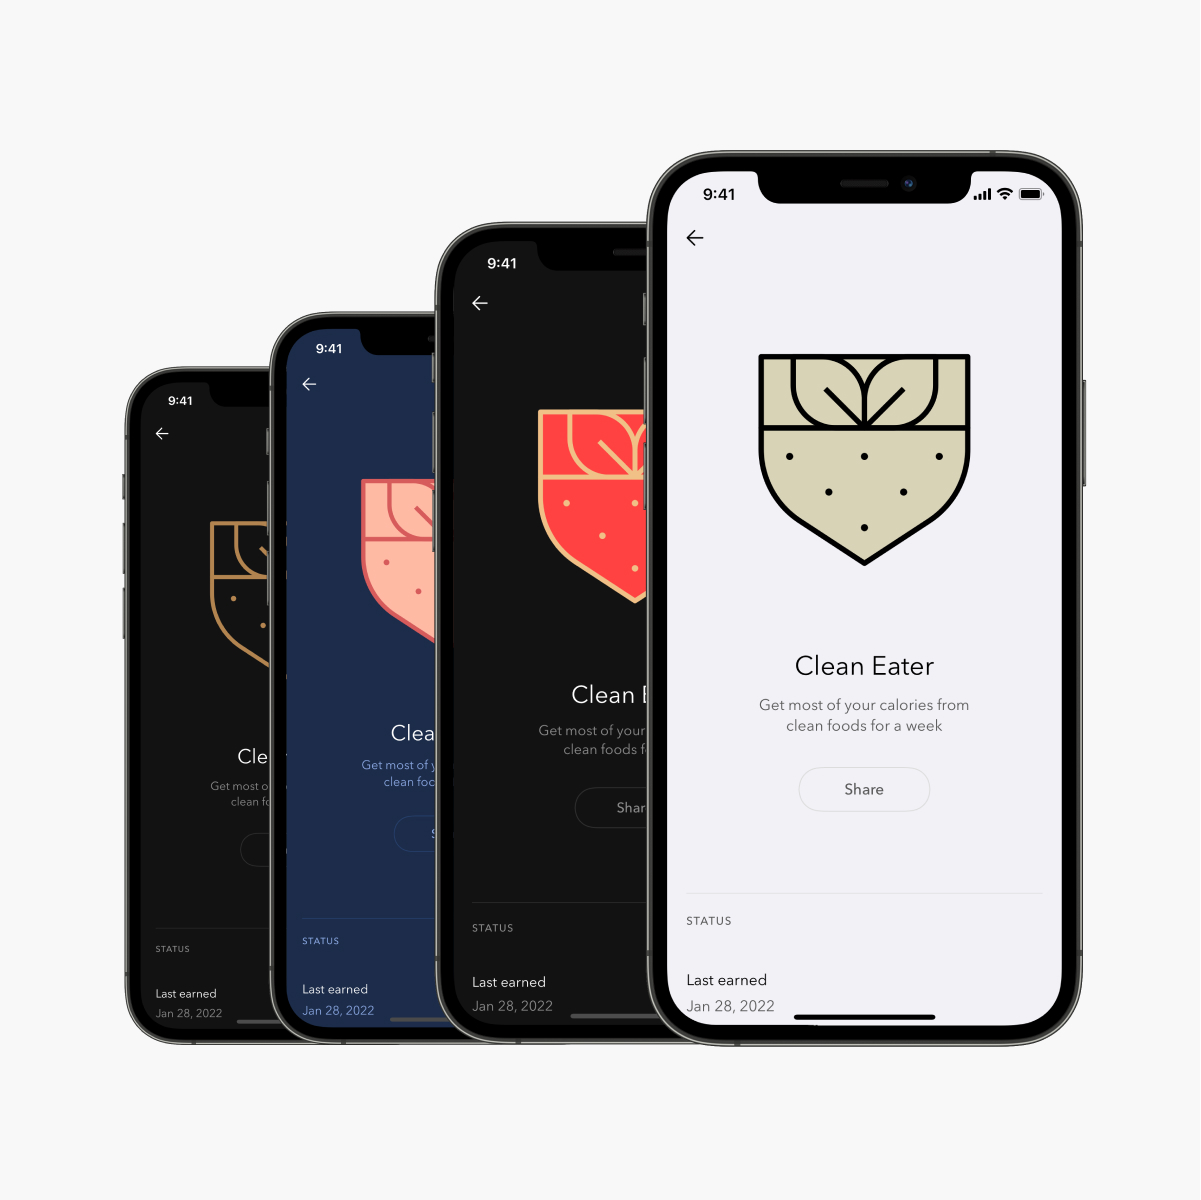 9:41
Cle
Get most o
clean fo
STATUS
Last earned
Jan 28, 2022
9:41
Clea
Get most of y
clean foo
S
STATUS
Last earned
Jan 28, 2022
9:41
Clean E
Get most of your
clean foods f
Shar
STATUS
Last earned
Jan 28, 2022
9:41
Clean Eater
Get most of your calories from
clean foods for a week
Share
STATUS
Last earned
Jan 28, 2022